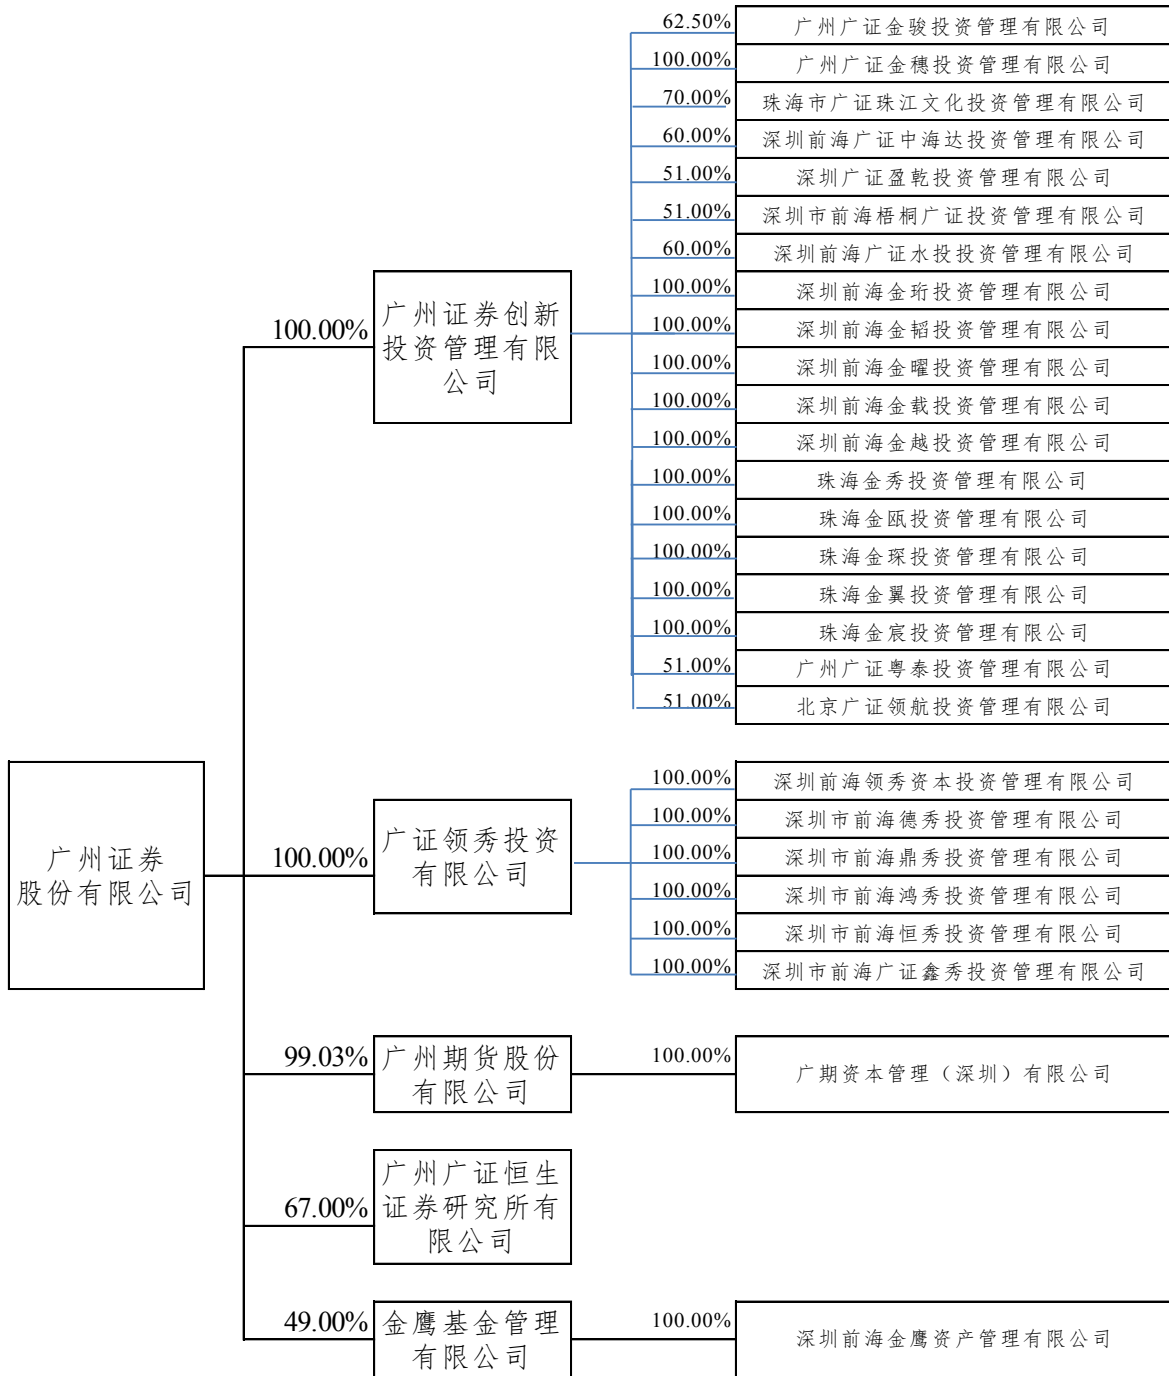 62.50%
广州广证金骏投资管理有限公司
100.00%
广州广证金穗投资管理有限公司
70.00%
珠海市广证珠江文化投资管理有限公司
60.00%
深圳前海广证中海达投资管理有限公司
51.00%
深圳广证盈乾投资管理有限公司
51.00%
深圳市前海梧桐广证投资管理有限公司
60.00%
深圳前海广证水投投资管理有限公司
100.00%
深圳前海金珩投资管理有限公司
100.00%
广州证券创新
投资管理有限
公司
100.00%
深圳前海金韬投资管理有限公司
100.00%
深圳前海金曜投资管理有限公司
100.00%
深圳前海金载投资管理有限公司
100.00%
深圳前海金越投资管理有限公司
100.00%
珠海金秀投资管理有限公司
100.00%
珠海金瓯投资管理有限公司
100.00%
珠海金琛投资管理有限公司
100.00%
珠海金翼投资管理有限公司
100.00%
珠海金宸投资管理有限公司
51.00%
广州广证粤泰投资管理有限公司
51.00%
北京广证领航投资管理有限公司
广州证券
股份有限公司
100.00%
广证领秀投资
有限公司
100.00%
深圳前海领秀资本投资管理有限公司
100.00%
深圳市前海德秀投资管理有限公司
100.00%
深圳市前海鼎秀投资管理有限公司
100.00%
深圳市前海鸿秀投资管理有限公司
100.00%
深圳市前海恒秀投资管理有限公司
100.00%
深圳市前海广证鑫秀投资管理有限公司
99.03%
广州期货股份
有限公司
100.00%
广期资本管理（深圳）有限公司
67.00%
广州广证恒生
证券研究所有
限公司
49.00%
金鹰基金管理
有限公司
100.00%
深圳前海金鹰资产管理有限公司